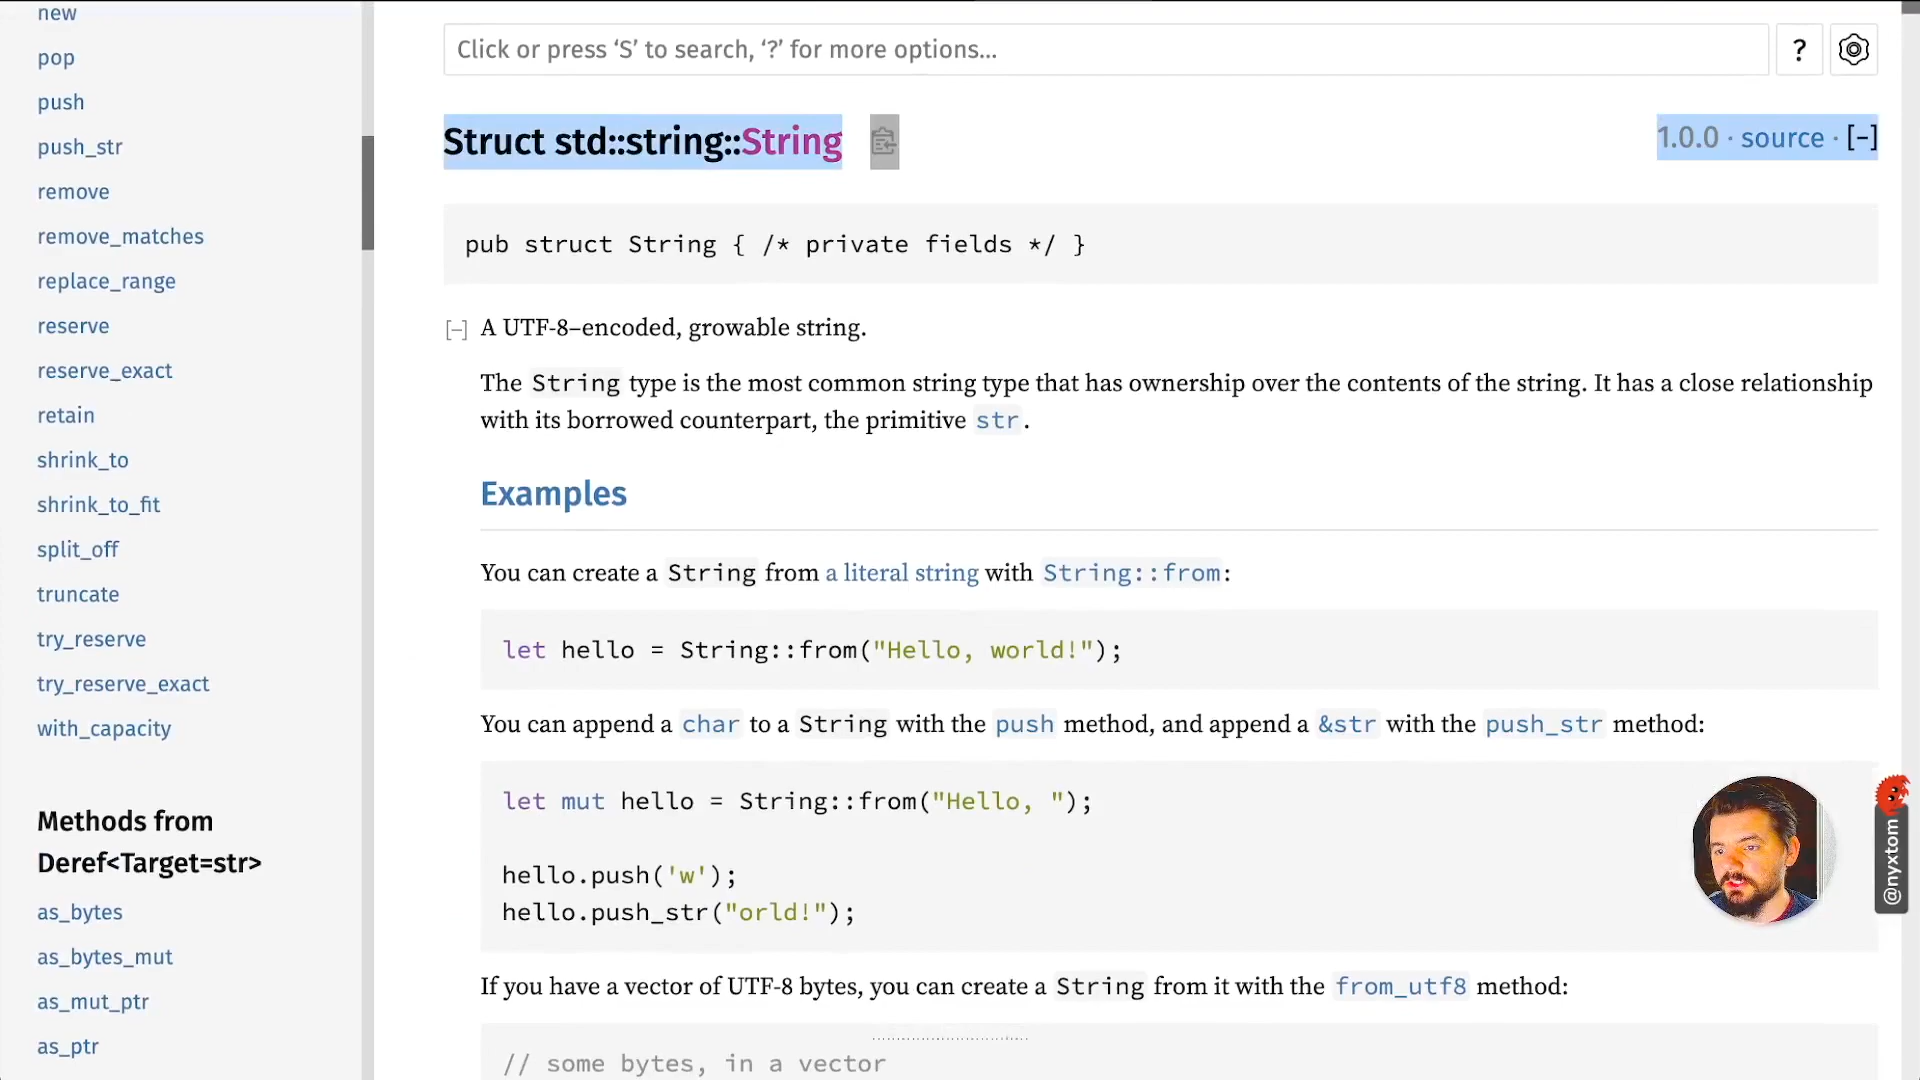 new
pop
push
push_str
remove
remove_matches
replace_range
reserve
reserve_exact
retain
shrink_to
shrink_to_fit
split_off
truncate
try_reserve
try_reserve_exact
with_capacity
Methods from
Deref<Target=str>
as_bytes
as_bytes_mut
as_mut_ptr
as_ptr
Click or press ‘S’ to search, ‘?’ for more options…
?
Struct std::string::String
1.0.0 · source · [−]
pub struct String { /* private fields */ }
[−] A UTF-8–encoded, growable string.
The String type is the most common string type that has ownership over the contents of the string. It has a close relationship
with its borrowed counterpart, the primitive str.
Examples
You can create a String from a literal string with String::from:
let hello = String::from("Hello, world!");
You can append a char to a String with the push method, and append a &str with the push_str method:
let mut hello = String::from("Hello, ");
hello.push('w');
hello.push_str("orld!");
If you have a vector of UTF-8 bytes, you can create a String from it with the from_utf8 method:
// some bytes, in a vector
@nyxtom